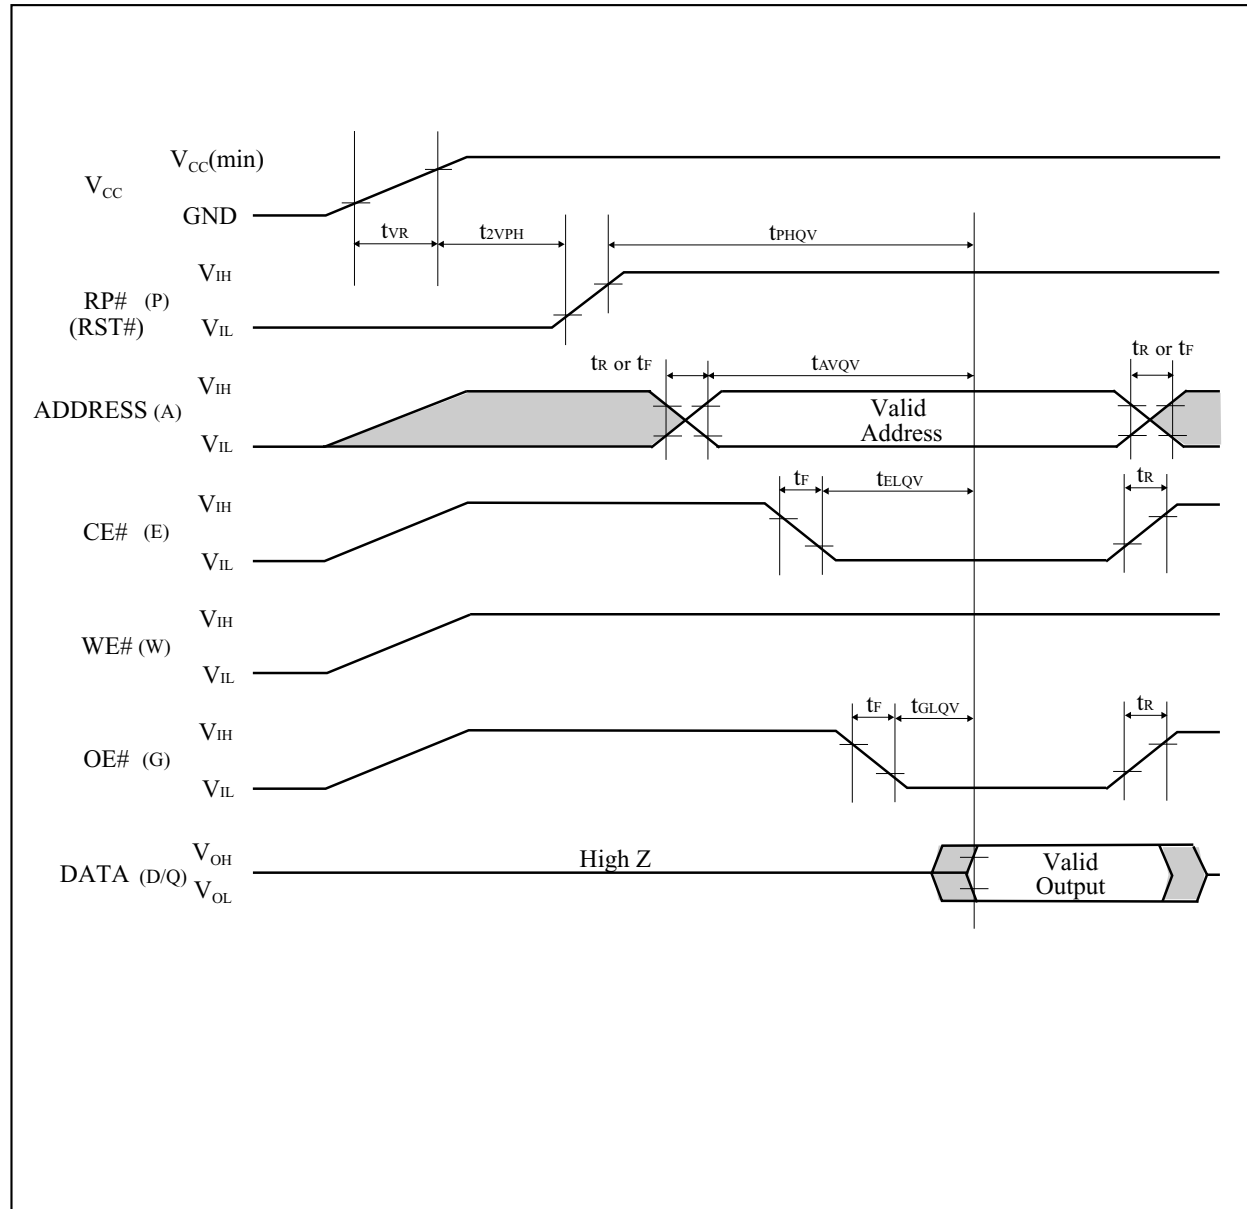 VCC(min)
VCC
GND
tVR
t2VPH
tPHQV
VIH
RP# (P)
(RST#)
VIL
tR or tF
tAVQV
tR or tF
VIH
ADDRESS (A)
Valid
Address
VIL
tF
tELQV
tR
VIH
CE# (E)
VIL
VIH
WE# (W)
VIL
tF
tGLQV
tR
VIH
OE# (G)
VIL
VOH
High Z
DATA (D/Q)
Valid
Output
VOL